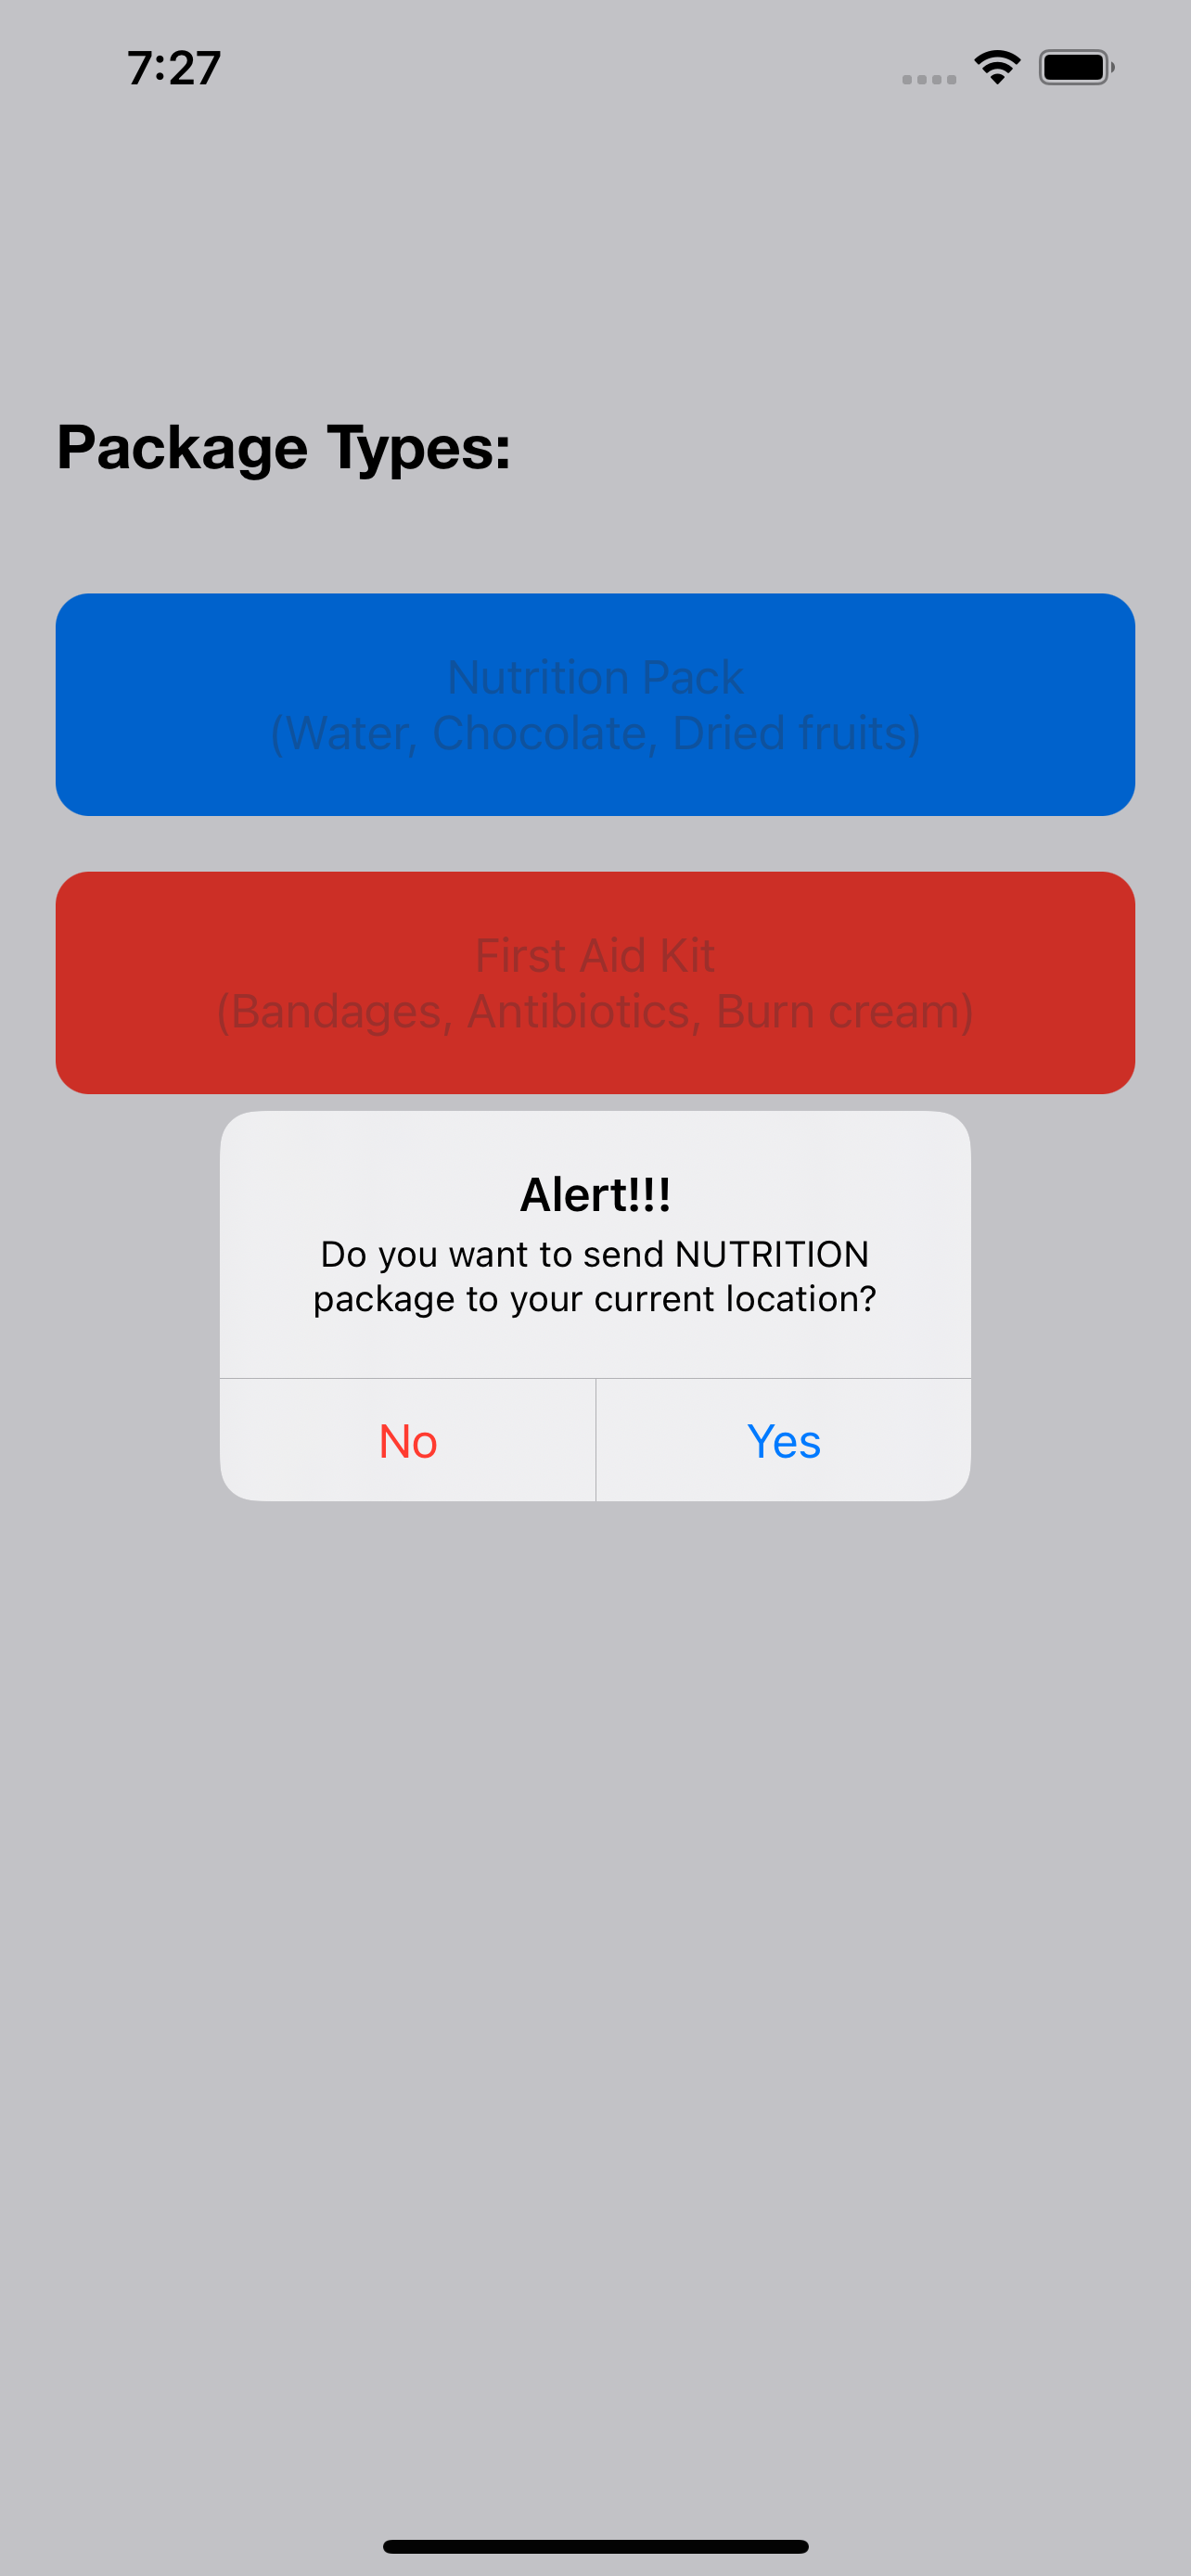 7:27
Package Types:
Nutrition Pack
(Water, Chocolate, Dried fruits)
First Aid Kit
(Bandages, Antibiotics, Burn cream)
Alert!!!
Do you want to send NUTRITION
package to your current location?
No
Yes